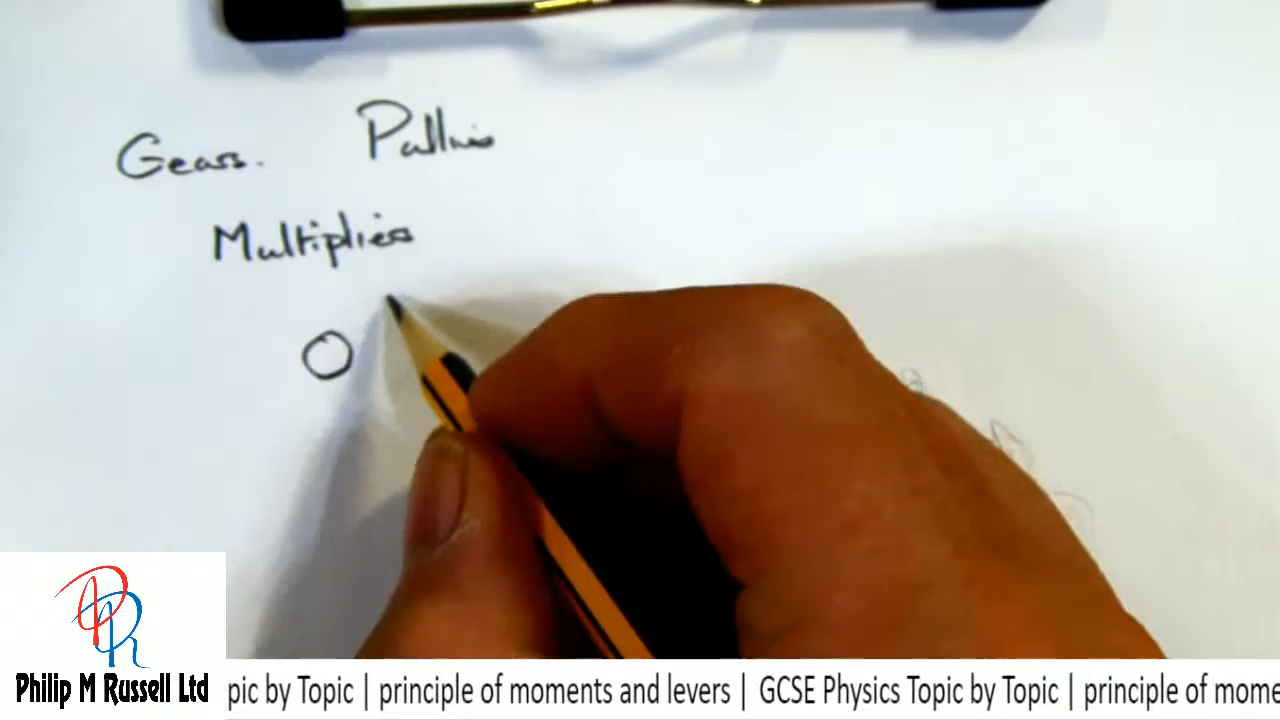 Gears. Pullies
Multipliers
Philip M Russell Ltd
pic by Topic | principle of moments and levers | GCSE Physics Topic by Topic | principle of mome